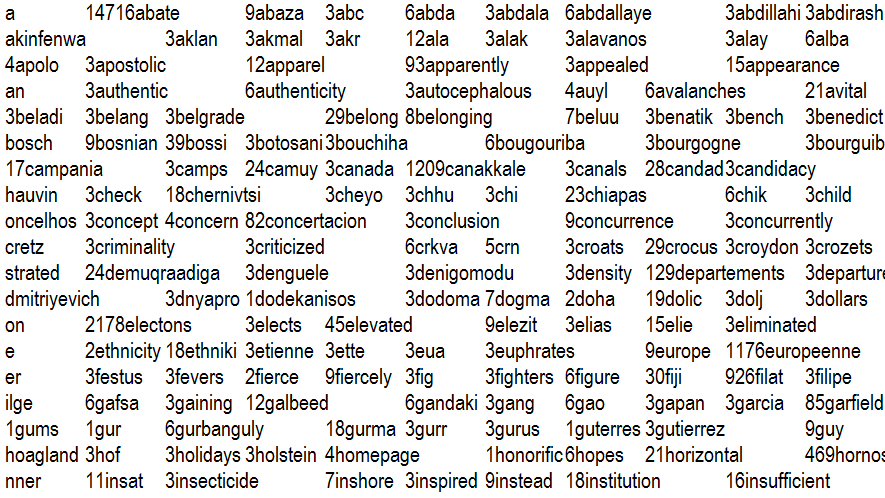 a 14716abate 9abaza 3abc 6abda 3abdala 6abdallaye 3abdillahi 3abdirash
akinfenwa 3aklan 3akmal 3akr 12ala 3alak 3alavanos 3alay 6alba
4apolo 3apostolic 12apparel 93apparently 3appealed 15appearance
an 3authentic 6authenticity 3autocephalous 4auyl 6avalanches 21avital
3beladi 3belang 3belgrade 29belong 8belonging 7beluu 3benatik 3bench 3benedict
bosch 9bosnian 39bossi 3botosani 3bouchiha 6bougouriba 3bourgogne 3bourguib
17campania 3camps 24camuy 3canada 1209canakkale 3canals 28candad 3candidacy
hauvin 3check 18chernivtsi 3cheyo 3chhu 3chi 23chiapas 6chik 3child
oncelhos 3concept 4concern 82concertacion 3conclusion 9concurrence 3concurrently
cretz 3criminality 3criticized 6crkva 5crn 3croats 29crocus 3croydon 3crozets
strated 24demuqraadiga 3denguele 3denigomodu 3density 129departements 3departure
dmitriyevich 3dnyapro 1dodekanisos 3dodoma 7dogma 2doha 19dolic 3dolj 3dollars
on 2178electons 3elects 45elevated 9elezit 3elias 15elie 3eliminated
e 2ethnicity 18ethniki 3etienne 3ette 3eua 3euphrates 9europe 1176europeenne
er 3festus 3fevers 2fierce 9fiercely 3fig 3fighters 6figure 30fiji 926filat 3filipe
ilge 6gafsa 3gaining 12galbeed 6gandaki 3gang 6gao 3gapan 3garcia 85garfield
1gums 1gur 6gurbanguly 18gurma 3gurr 3gurus 1guterres 3gutierrez 9guy
hoagland 3hof 3holidays 3holstein 4homepage 1honorific 6hopes 21horizontal 469hornos
nner 11insat 3insecticide 7inshore 3inspired 9instead 18institution 16insufficient